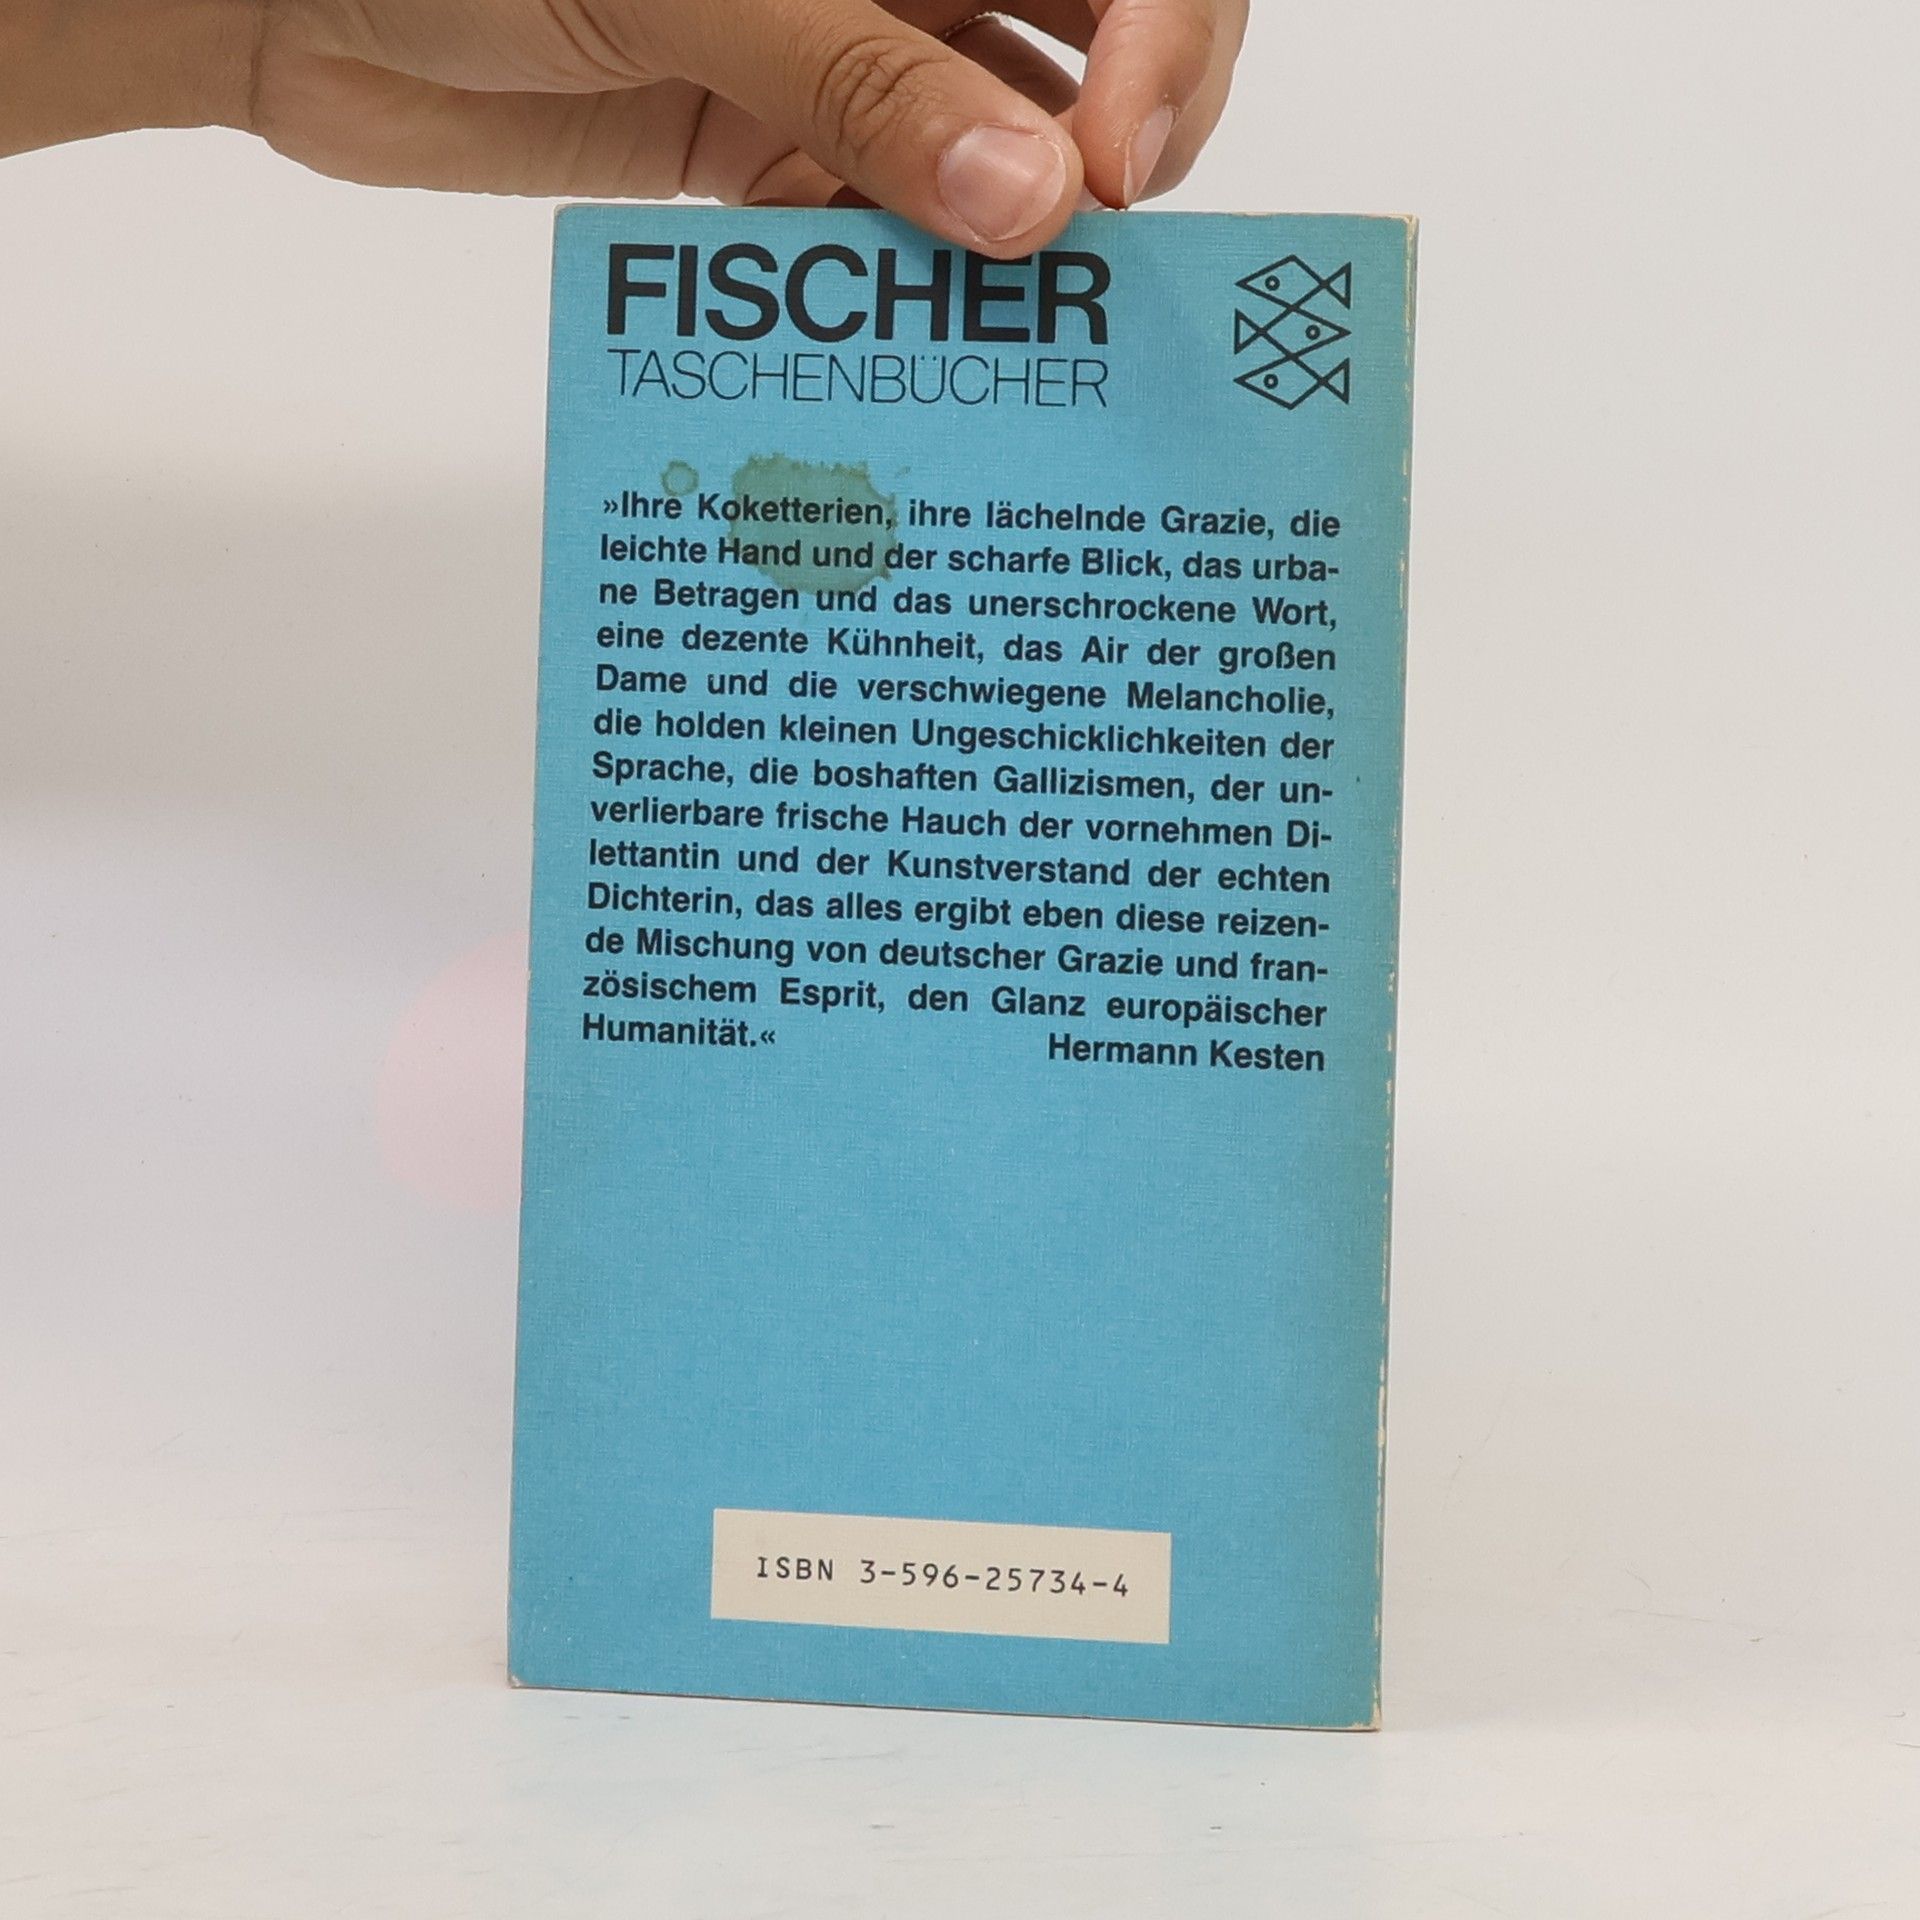 FISCHER
TASCHENBÜCHER
»Ihre Koketterien, ihre lächelnde Grazie, die
leichte Hand und der scharfe Blick, das urba-
ne Betragen und das unerschrockene Wort,
eine dezente Kühnheit, das Air der großen
Dame und die verschwiegene Melancholie,
die holden kleinen Ungeschicklichkeiten der
Sprache, die boshaften Gallizismen, der un-
verlierbare frische Hauch der vornehmen Di-
lettantin und der Kunstverstand der echten
Dichterin, das alles ergibt eben diese reizen-
de Mischung von deutscher Grazie und fran-
zösischem Esprit, den Glanz europäischer
Humanität.« Hermann Kesten
ISBN 3-596-25734-4